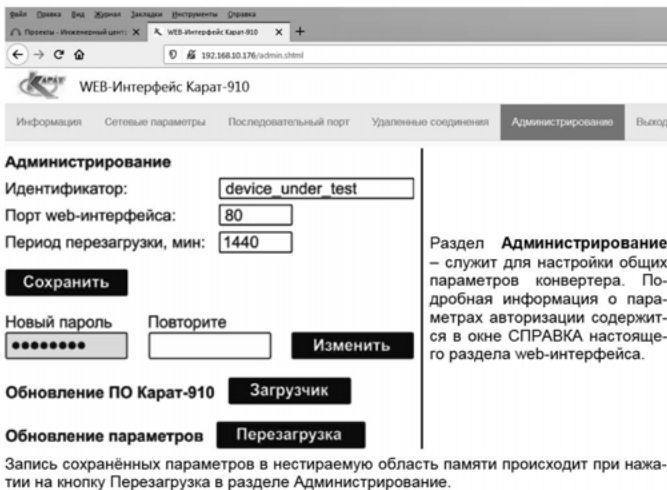 Файл Правка Вид Журнал Закладки Инструменты Справка
Проекты - Инженерный центр: X WEB-Интерфейс Карат-910 X +
192.168.10.176/admin.shtml
КАРАТ WEB-Интерфейс Карат-910
Информация Сетевые параметры Последовательный порт Удаленные соединения Администрирование Выход
Администрирование
Идентификатор: device_under_test
Порт web-интерфейса: 80
Период перезагрузки, мин: 1440
Сохранить
Новый пароль Повторите
●●●●●●●● Изменить
Обновление ПО Карат-910 Загрузчик
Обновление параметров Перезагрузка
Раздел Администрирование
– служит для настройки общих
параметров конвертера. По-
дробная информация о пара-
метрах авторизации содержит-
ся в окне СПРАВКА настояще-
го раздела web-интерфейса.
Запись сохранённых параметров в нестираемую область памяти происходит при нажа-
тии на кнопку Перезагрузка в разделе Администрирование.